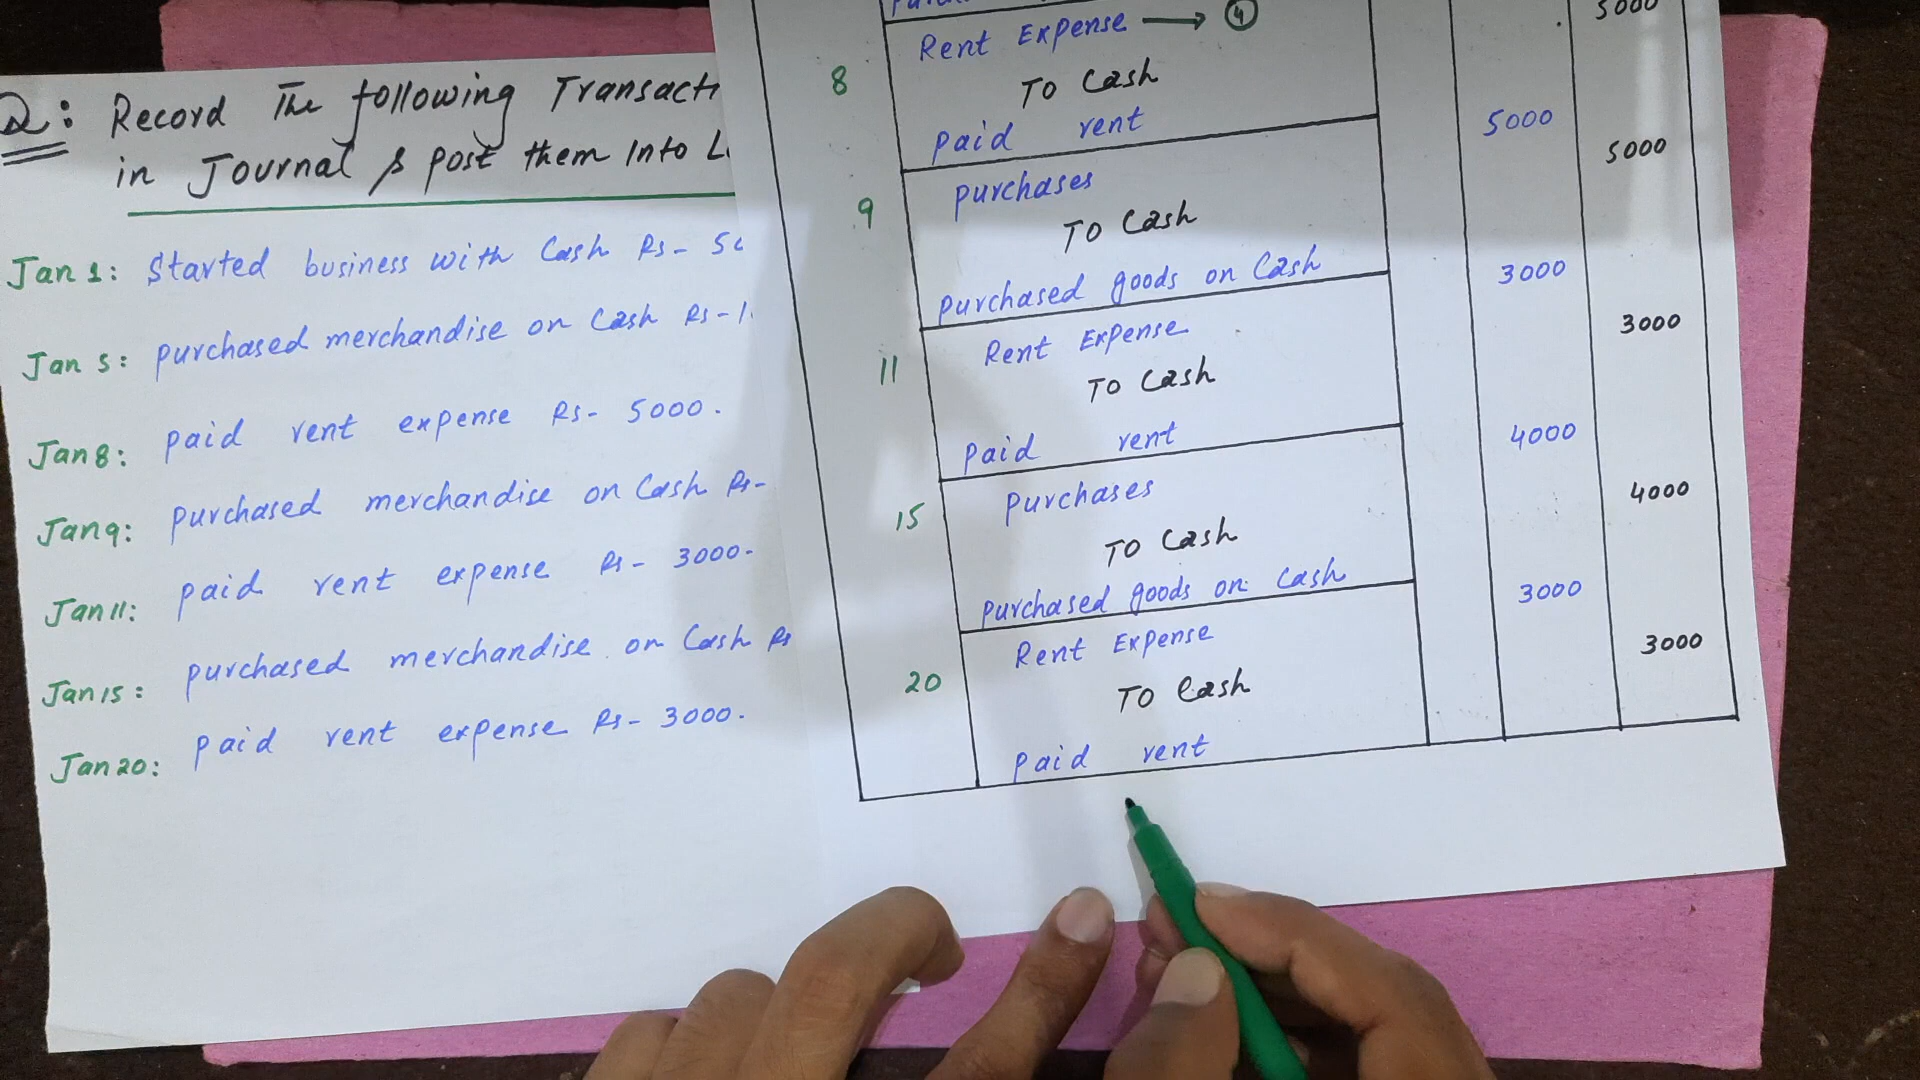 Q: Record The following
in Journal & post them Into
Jan 1: Started business with Cash Rs-
Jan 5: purchased merchandise on Cash Rs-
Jan 8: paid rent expense Rs- 5000.
Jan 9: purchased merchandise on Cash Rs-
Jan 11: paid rent expense Rs- 3000.
Jan 15: purchased merchandise on Cash Rs
Jan 20: paid rent expense Rs- 3000.
5000
8 Rent Expense → 4
To Cash
paid rent
5000
5000
9 purchases
To Cash
purchased goods on Cash
3000
3000
11 Rent Expense
To Cash
paid rent
4000
4000
15 purchases
To Cash
purchased goods on Cash
3000
3000
20 Rent Expense
To Cash
paid rent